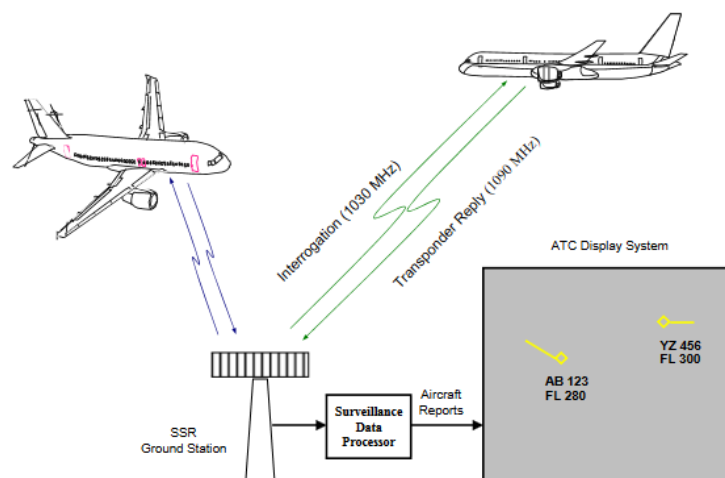 Interrogation (1030 MHz)
Transponder Reply (1090 MHz)
ATC Display System
YZ 456
FL 300
AB 123
FL 280
SSR
Ground Station
Surveillance
Data
Processor
Aircraft
Reports